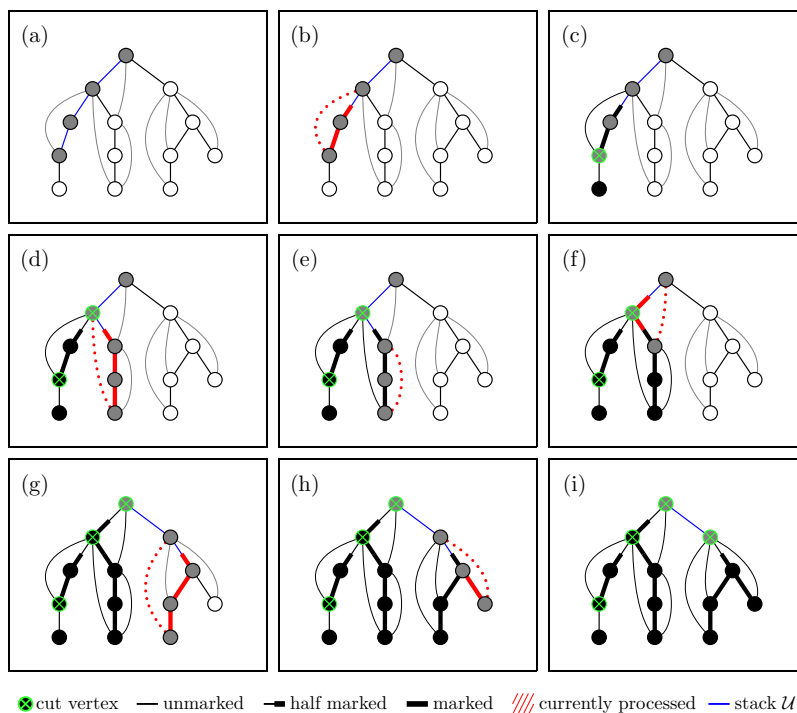 (a)
(b)
(c)
(d)
(e)
(f)
(g)
(h)
(i)
cut vertex unmarked half marked marked currently processed stack 𝒰